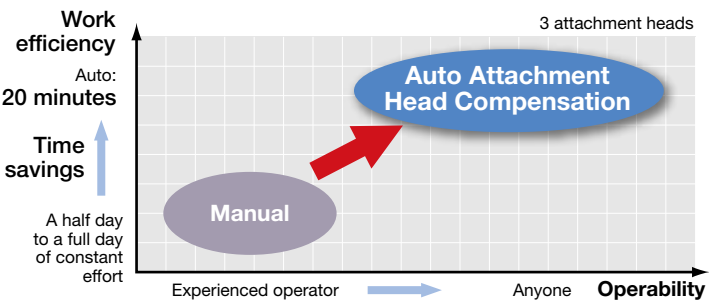 Work
efficiency
3 attachment heads
Auto:
20 minutes
Auto Attachment
Head Compensation
Time
savings
Manual
A half day
to a full day
of constant
effort
Experienced operator
Anyone
Operability